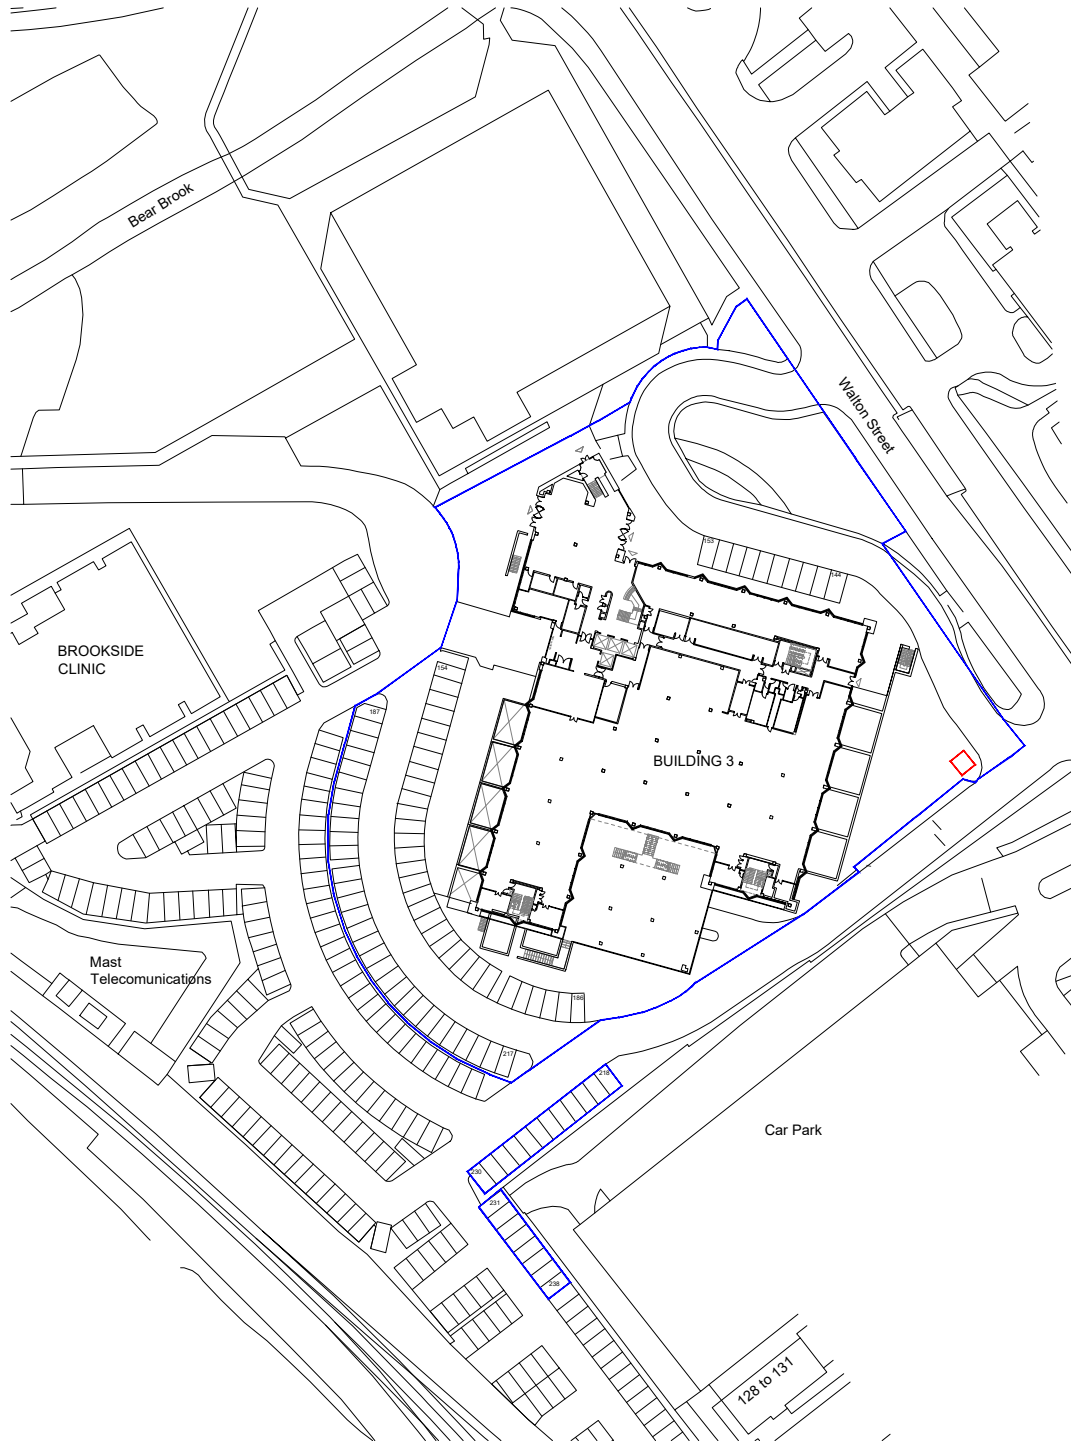 Bear Brook
Walton Street
153
144
BROOKSIDE
CLINIC
154
187
BUILDING 3
Mast
Telecomunications
186
217
218
230
231
238
Car Park
128 to 131